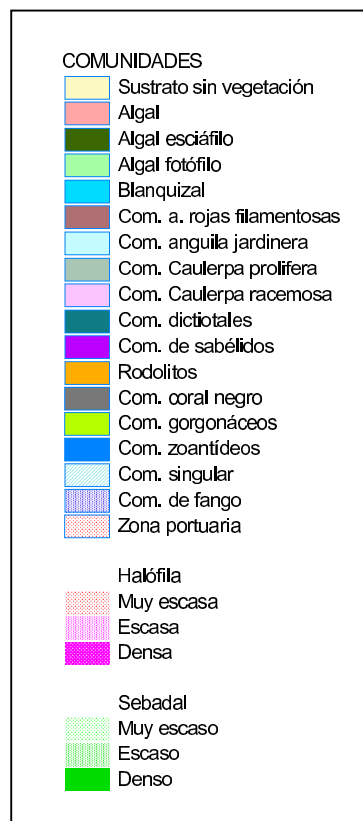 COMUNIDADES
Sustrato sin vegetación
Algal
Algal esciáfilo
Algal fotófilo
Blanquizal
Com. a. rojas filamentosas
Com. anguila jardinera
Com. Caulerpa prolifera
Com. Caulerpa racemosa
Com. dictiotales
Com. de sabélidos
Rodolitos
Com. coral negro
Com. gorgonáceos
Com. zoantídeos
Com. singular
Com. de fango
Zona portuaria
Halófila
Muy escasa
Escasa
Densa
Sebadal
Muy escaso
Escaso
Denso